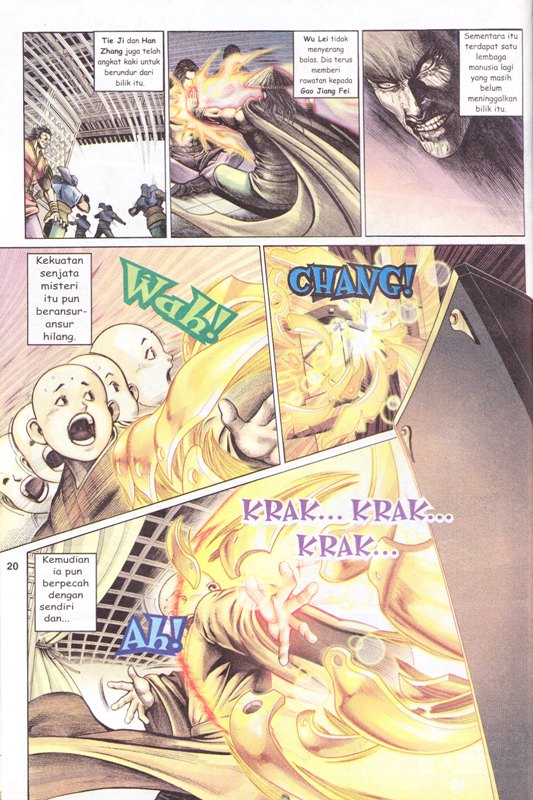 Tie Ji dan Han
Zhang juga telah
angkat kaki untuk
berundur dari
bilik itu.
Wu Lei tidak
menyerang
balas. Dia terus
memberi
rawatan kepada
Gao Jiang Fei.
Sementara itu
terdapat satu
lembaga
manusia lagi
yang masih
belum
meninggalkan
bilik itu.
Kekuatan
senjata
misteri
itu pun
beransur-
ansur
hilang.
Wah!
CHANG!
KRAK... KRAK...
KRAK...
20
Kemudian
ia pun
berpecah
dengan
sendiri
dan...
Ah!